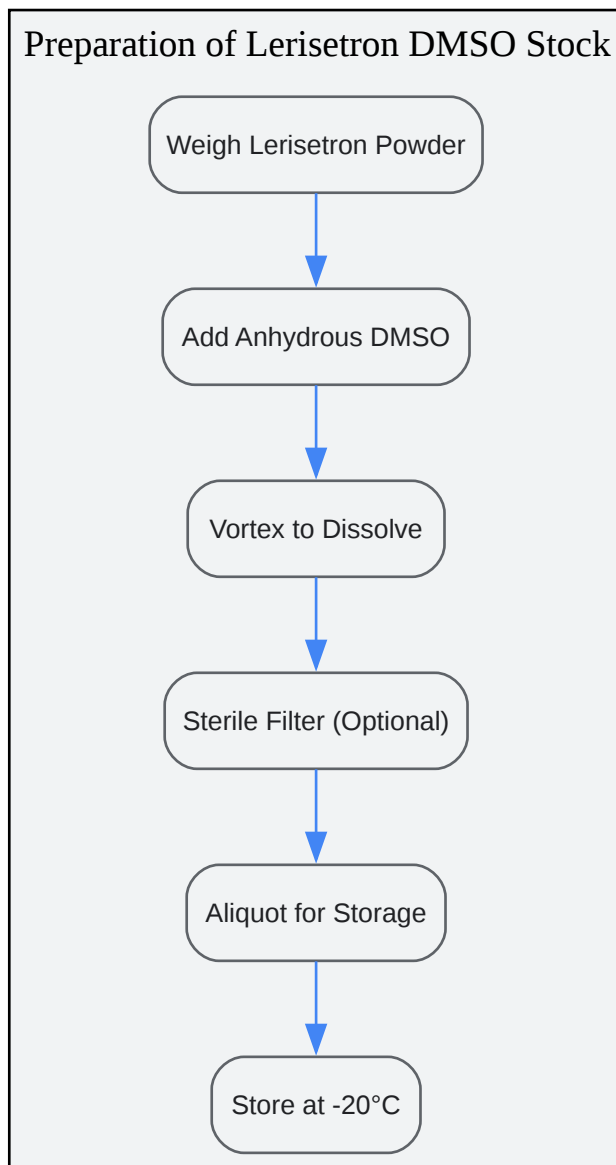 Preparation of Lerisetron DMSO Stock
Weigh Lerisetron Powder
Add Anhydrous DMSO
Vortex to Dissolve
Sterile Filter (Optional)
Aliquot for Storage
Store at -20°C